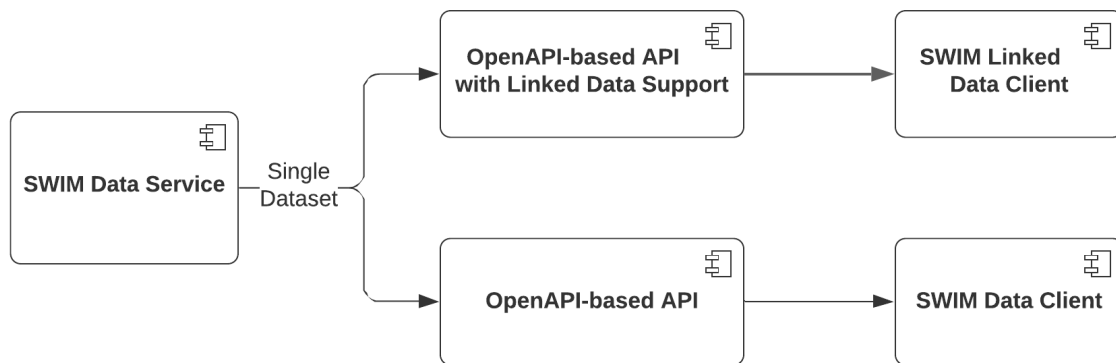 OpenAPI-based API
with Linked Data Support
SWIM Linked
Data Client
SWIM Data Service
Single
Dataset
OpenAPI-based API
SWIM Data Client